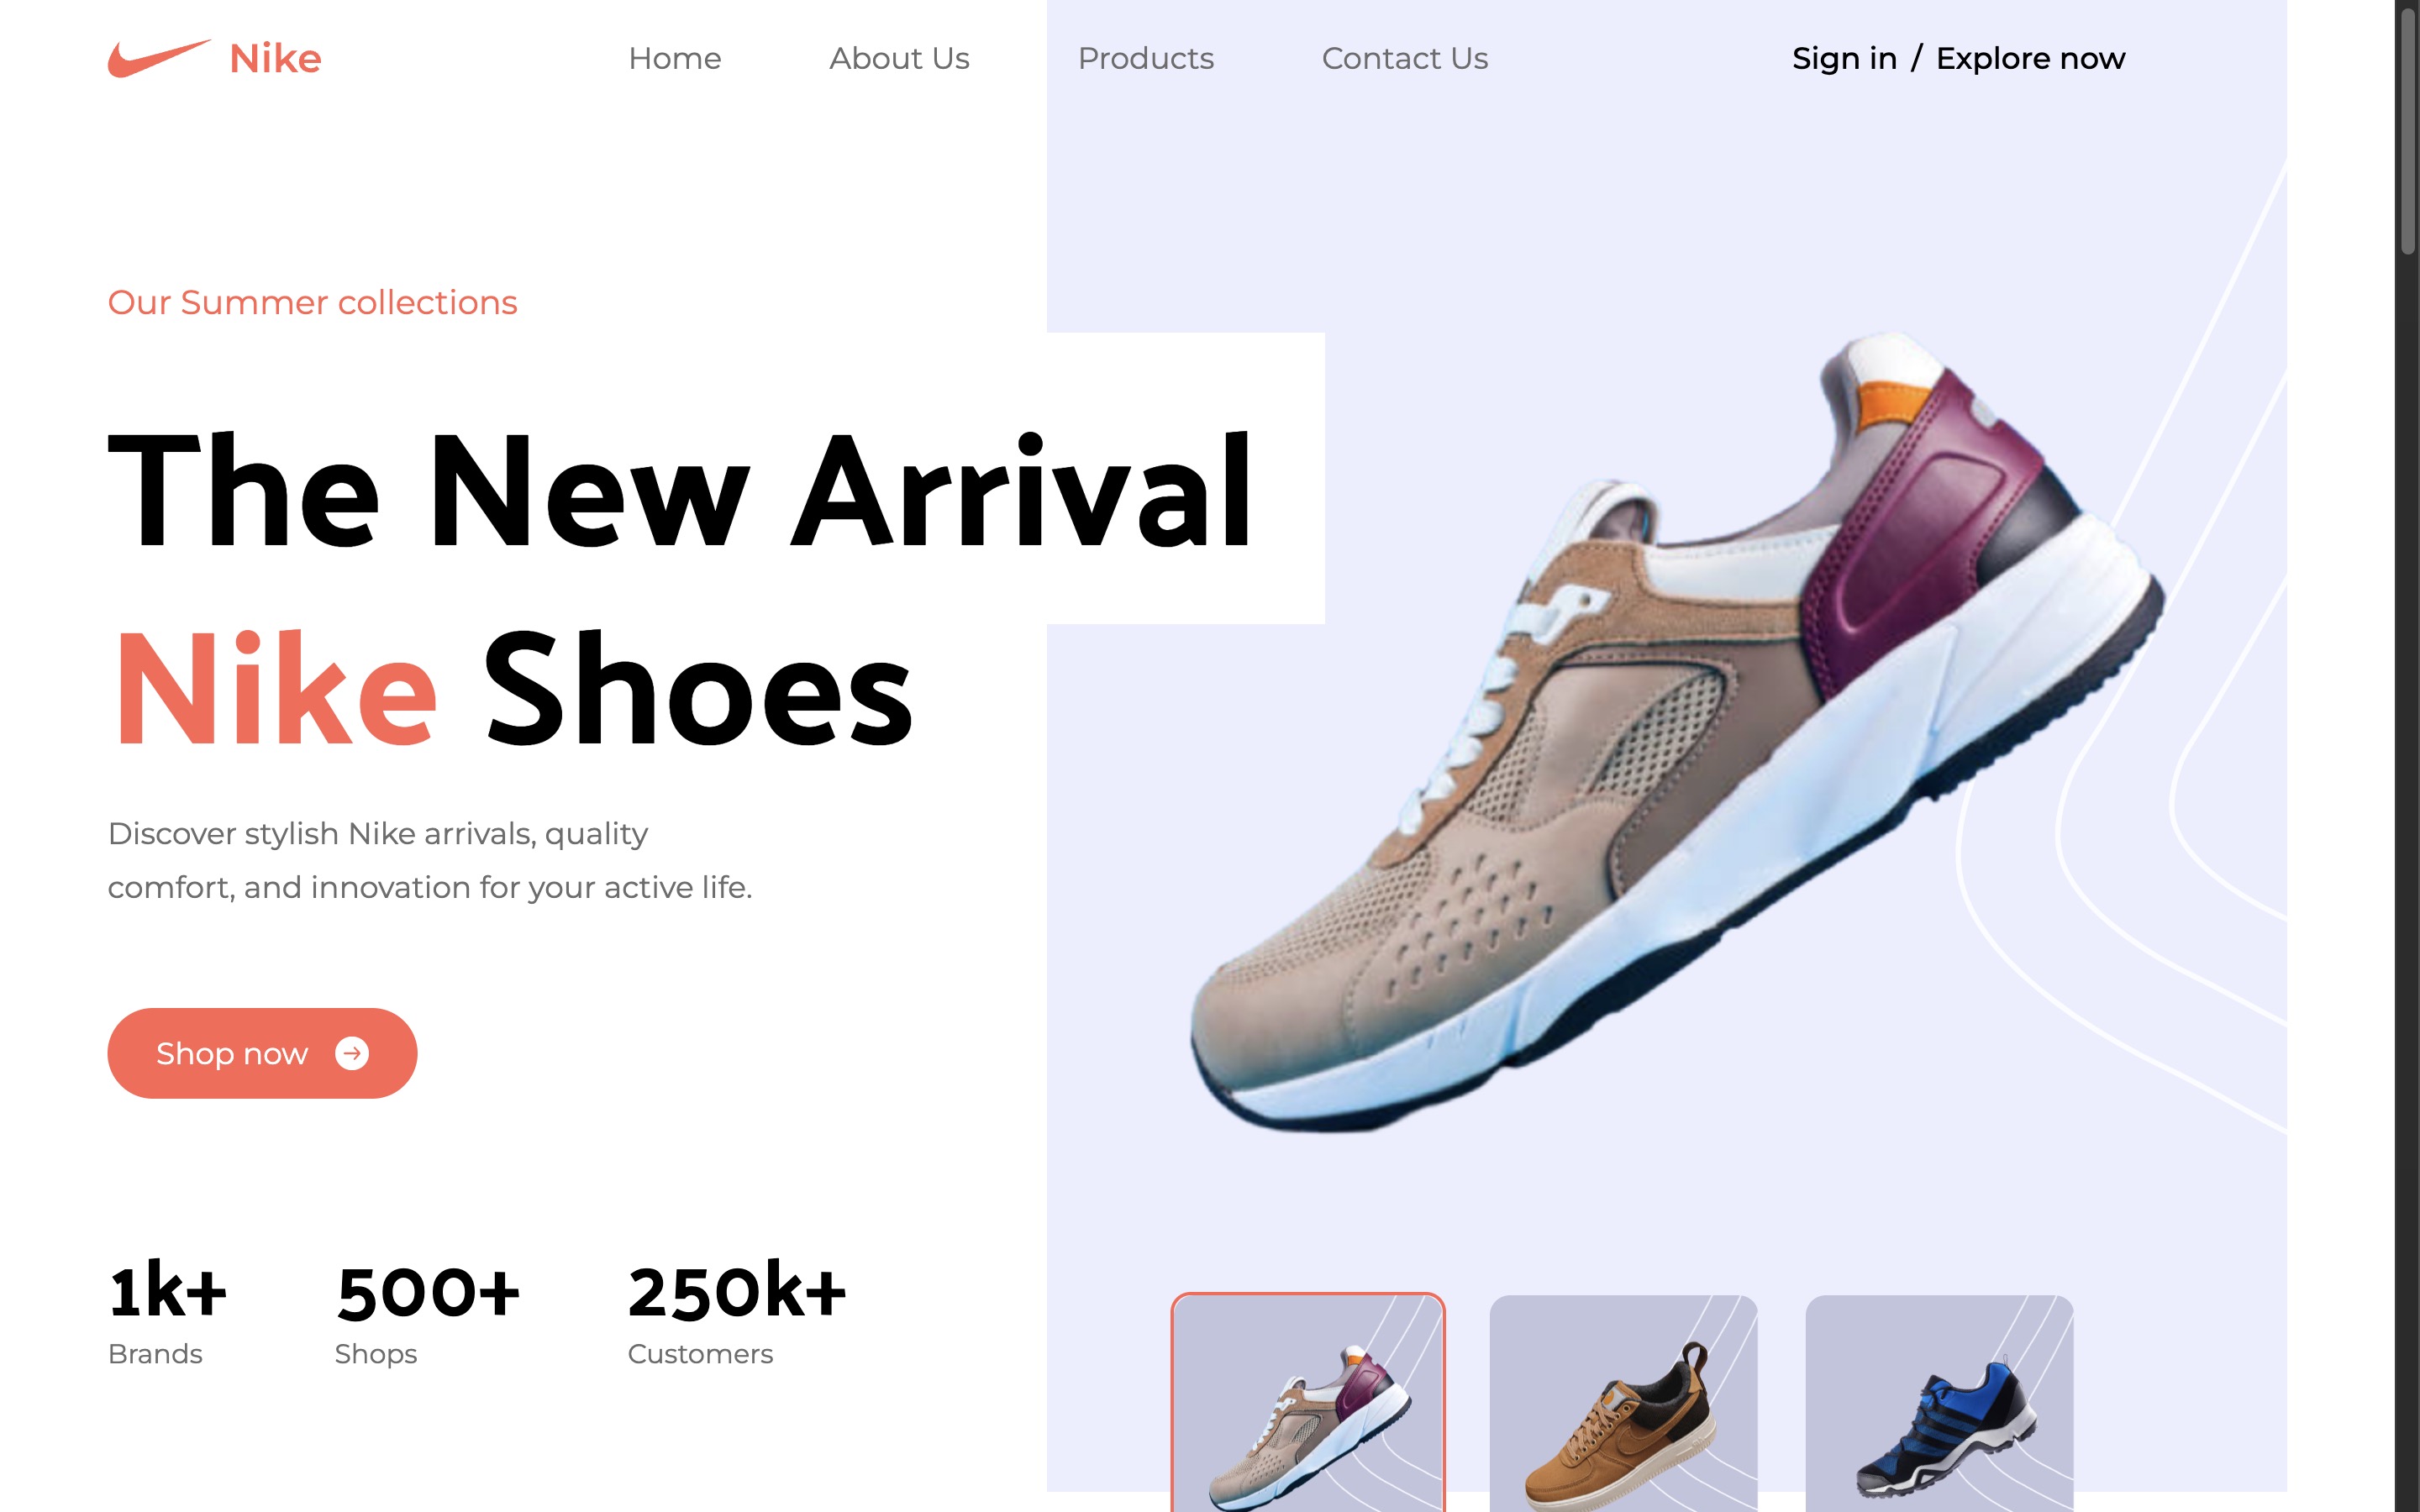 Nike
Home
About Us
Products
Contact Us
Sign in / Explore now
Our Summer collections
The New Arrival
Nike Shoes
Discover stylish Nike arrivals, quality
comfort, and innovation for your active life.
Shop now
1k+
Brands
500+
Shops
250k+
Customers